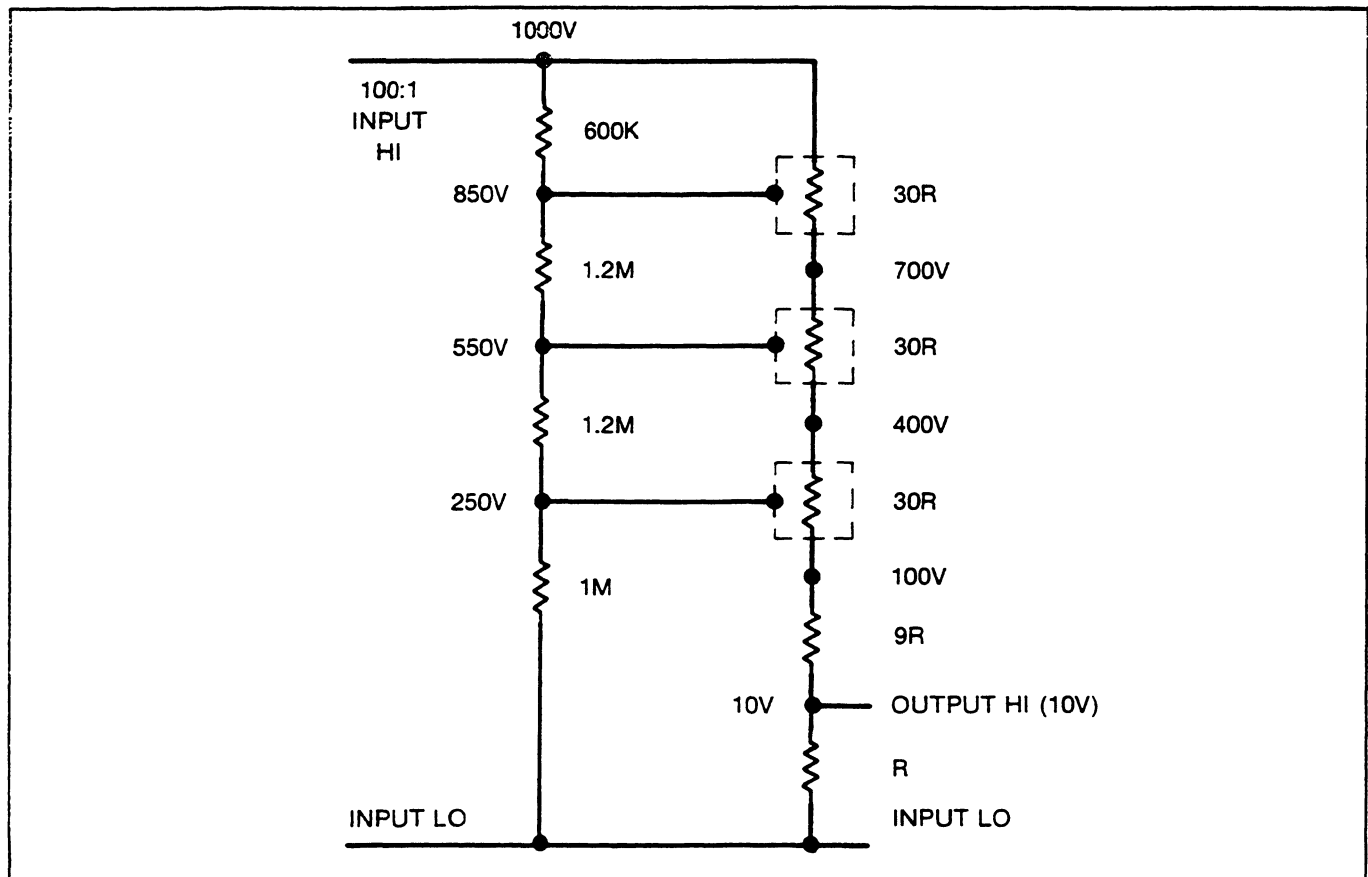 1000V
100:1
INPUT
HI
600K
850V
30R
1.2M
700V
550V
30R
1.2M
400V
250V
30R
1M
100V
9R
10V
OUTPUT HI (10V)
R
INPUT LO
INPUT LO